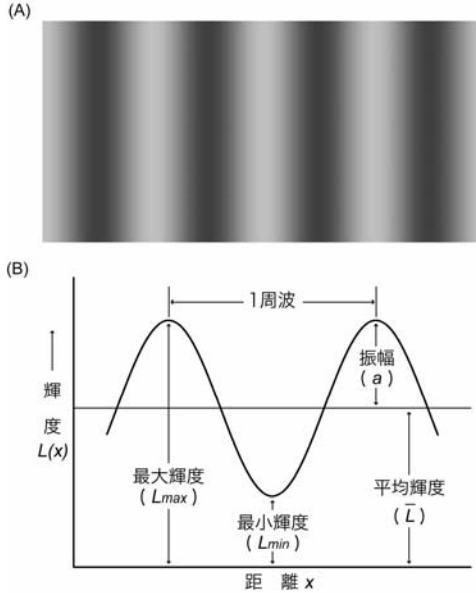 (A)
(B)
1周波
振幅
(a)
輝
度
L(x)
最大輝度
(Lmax)
最小輝度
(Lmin)
平均輝度
(L̅)
距 離 x